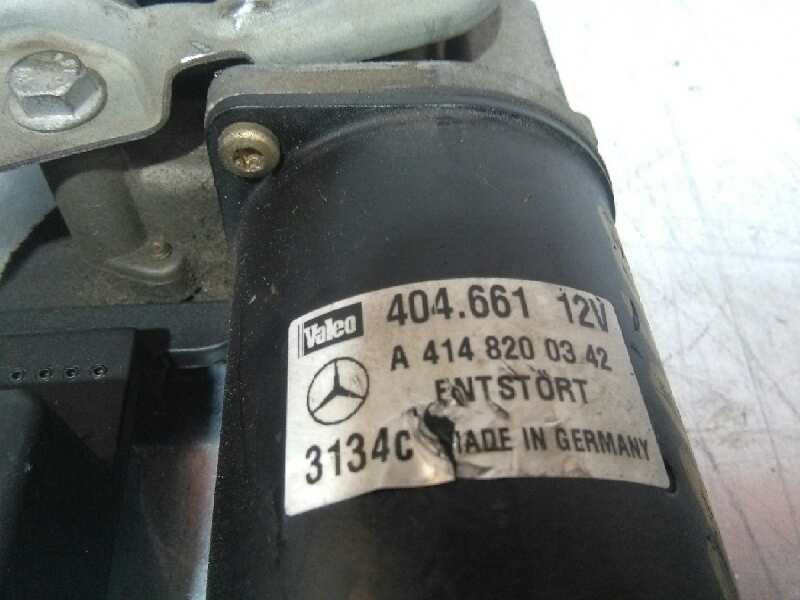 Valeo 404.661 12V
A 414 820 03 42
ENTSTÖRT
3134C MADE IN GERMANY